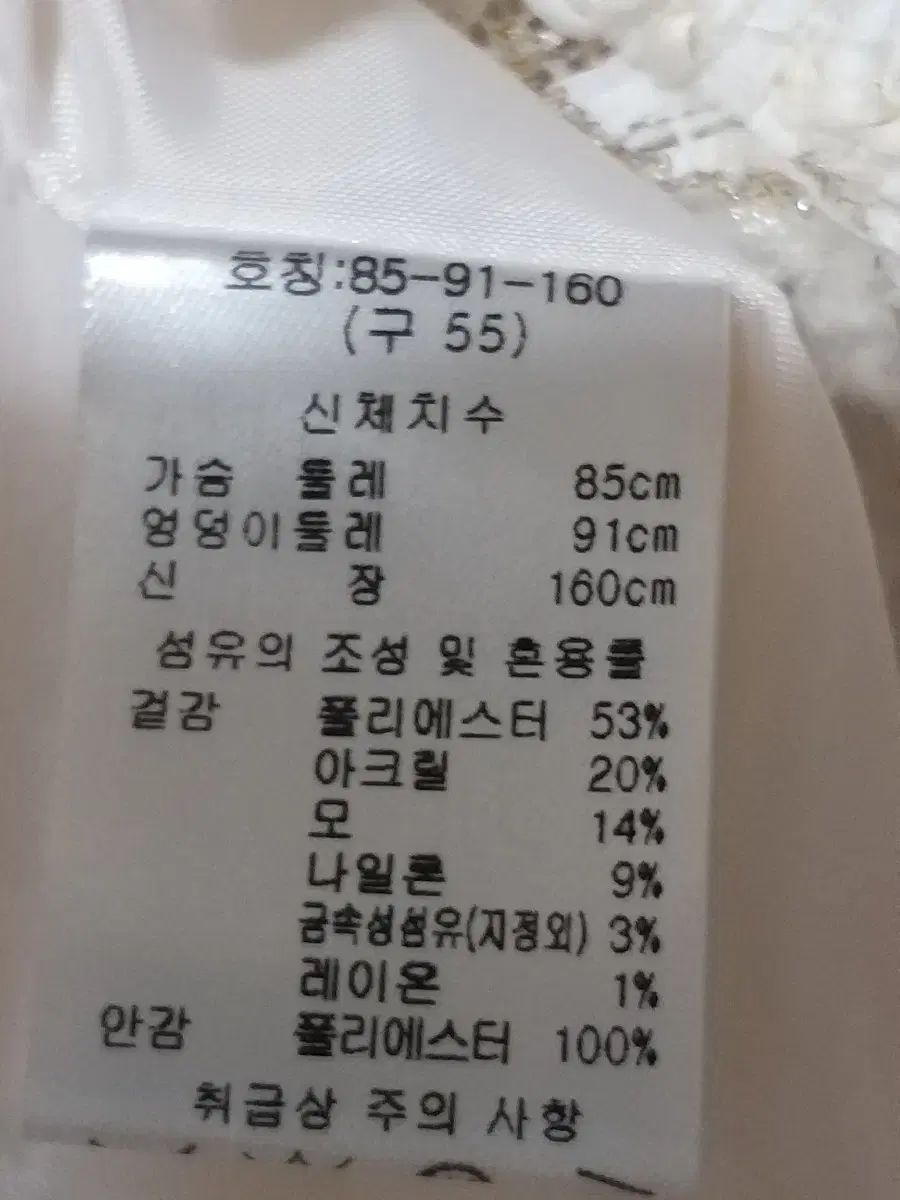 호칭:85-91-160
(구 55)
신체치수
가슴 둘레 85cm
엉덩이둘레 91cm
신 장 160cm
섬유의 조성 및 혼용률
겉감 폴리에스터 53%
아크릴 20%
모 14%
나일론 9%
금속성섬유(지정외) 3%
레이온 1%
안감 폴리에스터 100%
취급상 주의 사항